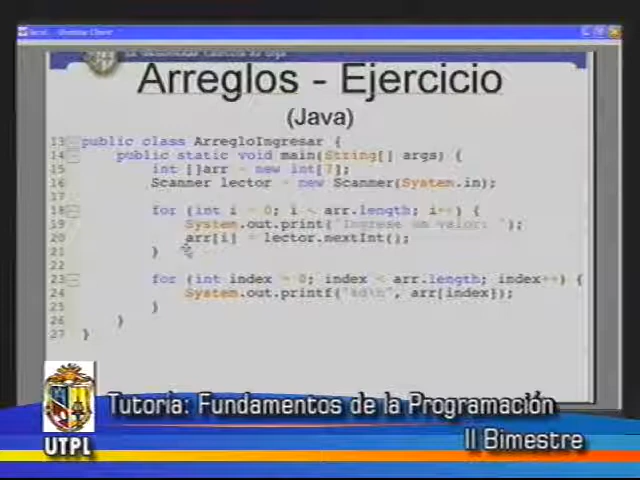 Arreglos - Ejercicio
(Java)
13 public class ArregloIngresar {
14 public static void main(String[] args) {
15 int []arr = new int[7];
16 Scanner lector = new Scanner(System.in);
17
18 for (int i = 0; i < arr.length; i++) {
19 System.out.print("Ingrese un valor: ");
20 arr[i] = lector.nextInt();
21 }
22
23 for (int index = 0; index < arr.length; index++) {
24 System.out.printf("%d\n", arr[index]);
25 }
26 }
27 }
Tutoria: Fundamentos de la Programación
II Bimestre
UTPL